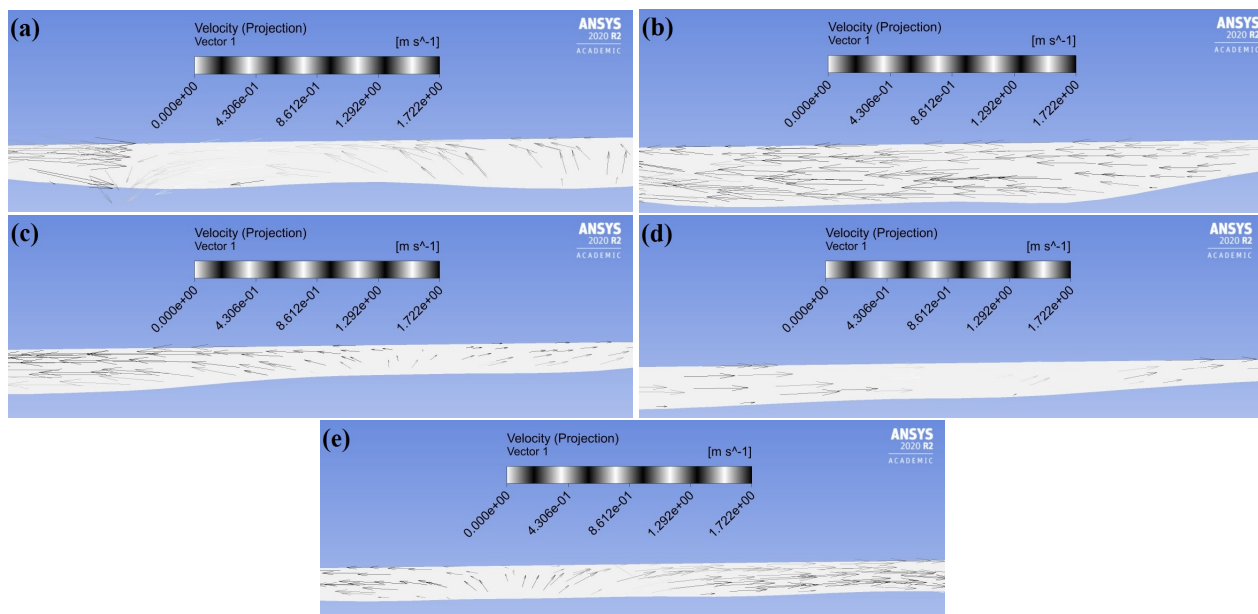 (a)
Velocity (Projection)
Vector 1
[m s^-1]
0.000e+00
4.306e-01
8.612e-01
1.292e+00
1.722e+00
ANSYS
2020 R2
ACADEMIC
(b)
Velocity (Projection)
Vector 1
[m s^-1]
0.000e+00
4.306e-01
8.612e-01
1.292e+00
1.722e+00
ANSYS
2020 R2
ACADEMIC
(c)
Velocity (Projection)
Vector 1
[m s^-1]
0.000e+00
4.306e-01
8.612e-01
1.292e+00
1.722e+00
ANSYS
2020 R2
ACADEMIC
(d)
Velocity (Projection)
Vector 1
[m s^-1]
0.000e+00
4.306e-01
8.612e-01
1.292e+00
1.722e+00
ANSYS
2020 R2
ACADEMIC
(e)
Velocity (Projection)
Vector 1
[m s^-1]
0.000e+00
4.306e-01
8.612e-01
1.292e+00
1.722e+00
ANSYS
2020 R2
ACADEMIC